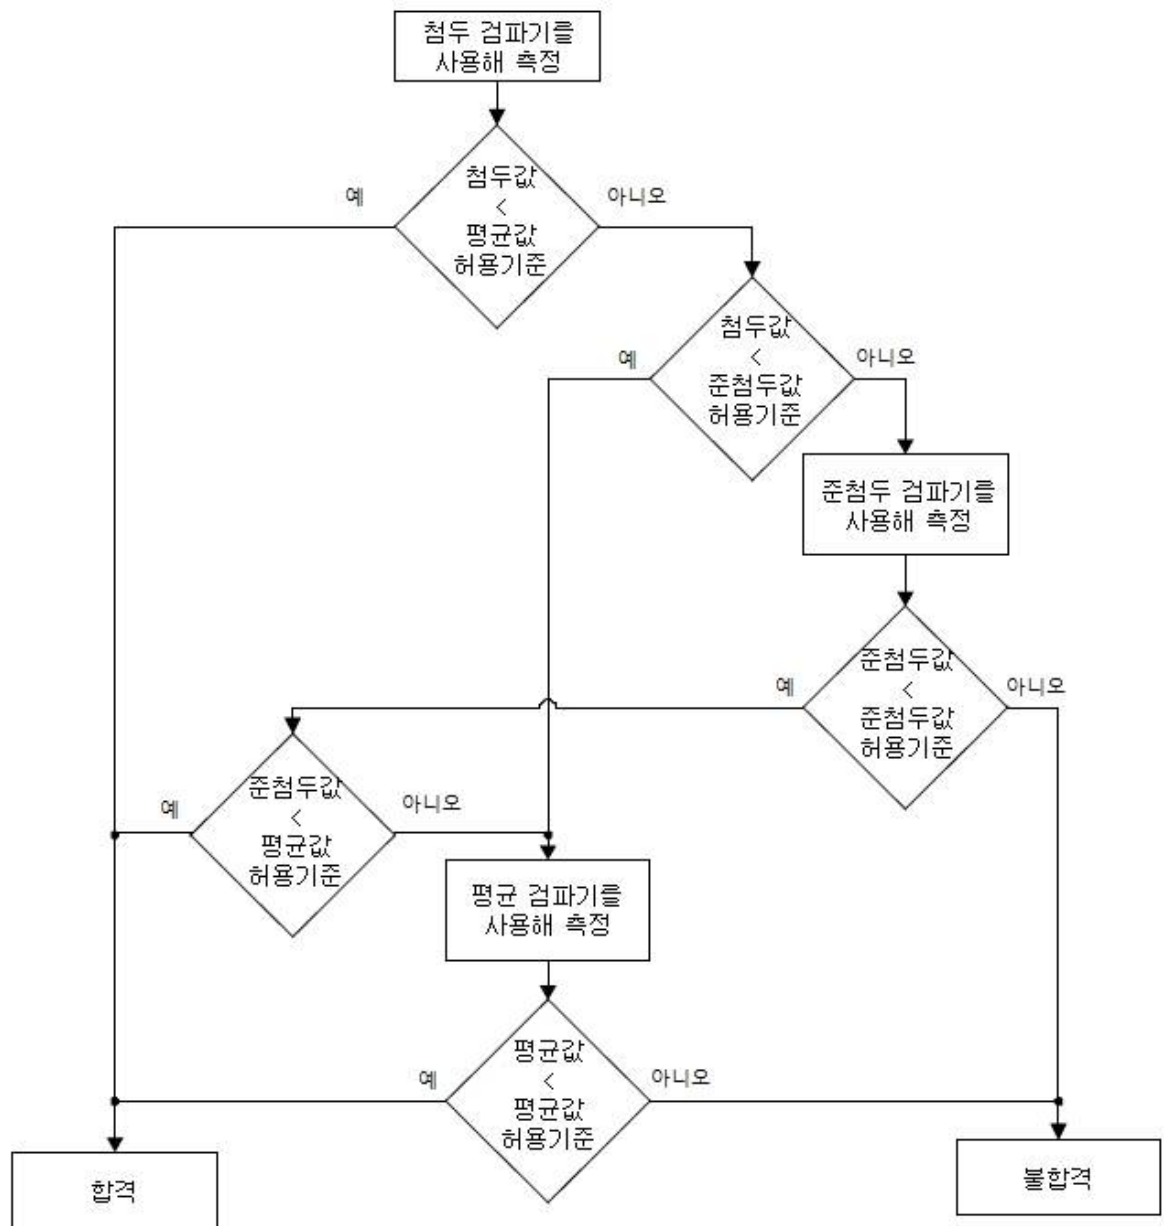 첨두 검파기를
사용해 측정
첨두값
<
평균값
허용기준
예
아니오
첨두값
<
준첨두값
허용기준
예
아니오
준첨두 검파기를
사용해 측정
준첨두값
<
준첨두값
허용기준
예
아니오
준첨두값
<
평균값
허용기준
예
아니오
평균 검파기를
사용해 측정
평균값
<
평균값
허용기준
예
아니오
합격
불합격